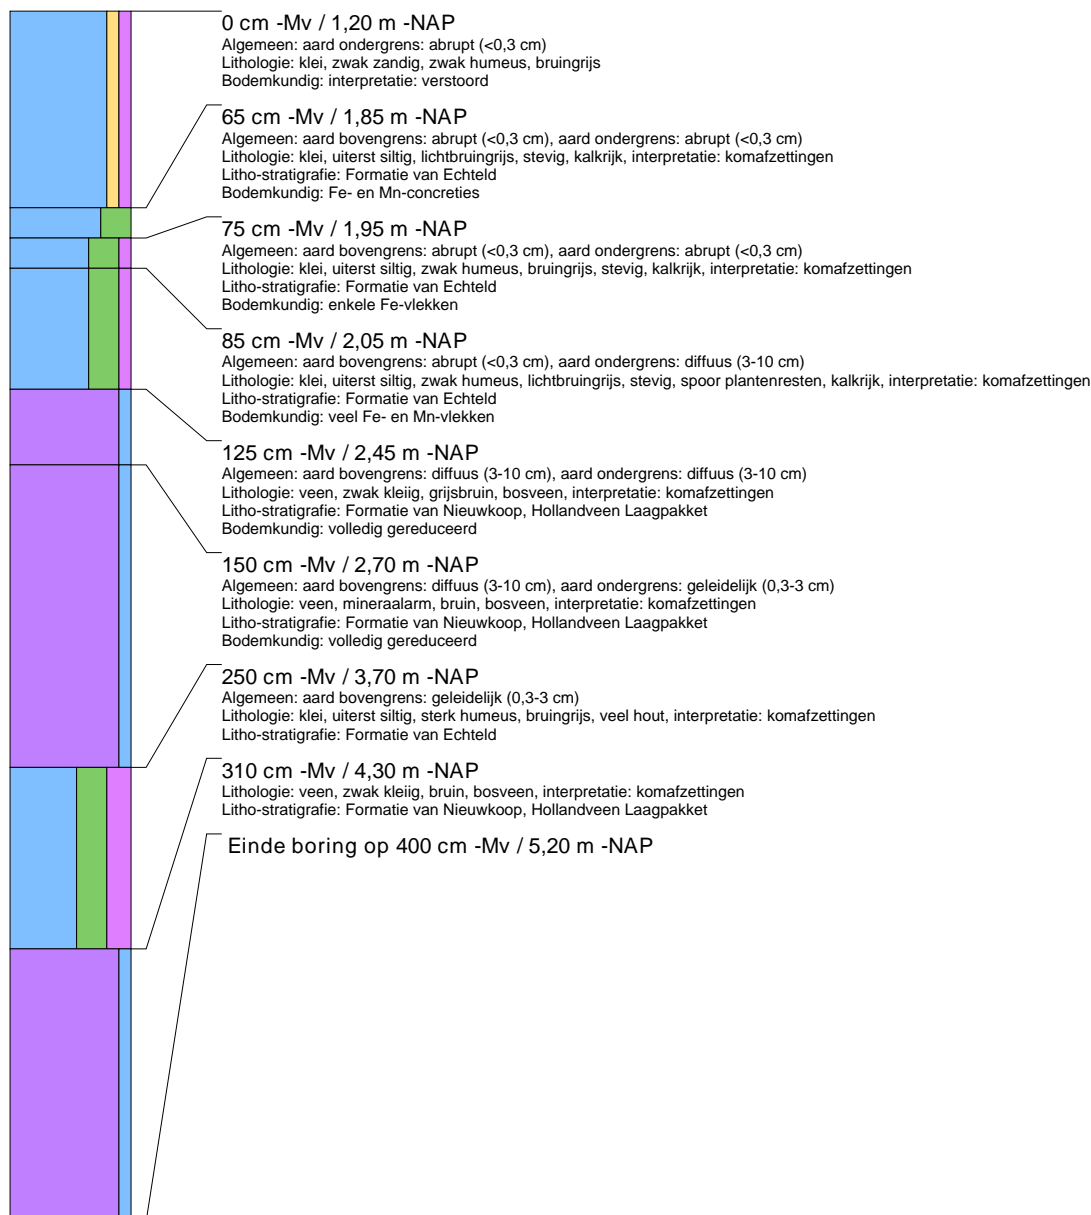 0 cm -Mv / 1,20 m -NAP
Algemeen: aard ondergrens: abrupt (<0,3 cm)
Lithologie: klei, zwak zandig, zwak humeus, bruingrijs
Bodemkundig: interpretatie: verstoord
65 cm -Mv / 1,85 m -NAP
Algemeen: aard bovengrens: abrupt (<0,3 cm), aard ondergrens: abrupt (<0,3 cm)
Lithologie: klei, uiterst siltig, lichtbruingrijs, stevig, kalkrijk, interpretatie: komafzettingen
Litho-stratigrafie: Formatie van Echteld
Bodemkundig: Fe- en Mn-concreties
75 cm -Mv / 1,95 m -NAP
Algemeen: aard bovengrens: abrupt (<0,3 cm), aard ondergrens: abrupt (<0,3 cm)
Lithologie: klei, uiterst siltig, zwak humeus, bruingrijs, stevig, kalkrijk, interpretatie: komafzettingen
Litho-stratigrafie: Formatie van Echteld
Bodemkundig: enkele Fe-vlekken
85 cm -Mv / 2,05 m -NAP
Algemeen: aard bovengrens: abrupt (<0,3 cm), aard ondergrens: diffuus (3-10 cm)
Lithologie: klei, uiterst siltig, zwak humeus, lichtbruingrijs, stevig, spoor plantenresten, kalkrijk, interpretatie: komafzettingen
Litho-stratigrafie: Formatie van Echteld
Bodemkundig: veel Fe- en Mn-vlekken
125 cm -Mv / 2,45 m -NAP
Algemeen: aard bovengrens: diffuus (3-10 cm), aard ondergrens: diffuus (3-10 cm)
Lithologie: veen, zwak kleiig, grijsbruin, bosveen, interpretatie: komafzettingen
Litho-stratigrafie: Formatie van Nieuwkoop, Hollandveen Laagpakket
Bodemkundig: volledig gereduceerd
150 cm -Mv / 2,70 m -NAP
Algemeen: aard bovengrens: diffuus (3-10 cm), aard ondergrens: geleidelijk (0,3-3 cm)
Lithologie: veen, mineraalarm, bruin, bosveen, interpretatie: komafzettingen
Litho-stratigrafie: Formatie van Nieuwkoop, Hollandveen Laagpakket
Bodemkundig: volledig gereduceerd
250 cm -Mv / 3,70 m -NAP
Algemeen: aard bovengrens: geleidelijk (0,3-3 cm)
Lithologie: klei, uiterst siltig, sterk humeus, bruingrijs, veel hout, interpretatie: komafzettingen
Litho-stratigrafie: Formatie van Echteld
310 cm -Mv / 4,30 m -NAP
Lithologie: veen, zwak kleiig, bruin, bosveen, interpretatie: komafzettingen
Litho-stratigrafie: Formatie van Nieuwkoop, Hollandveen Laagpakket
Einde boring op 400 cm -Mv / 5,20 m -NAP